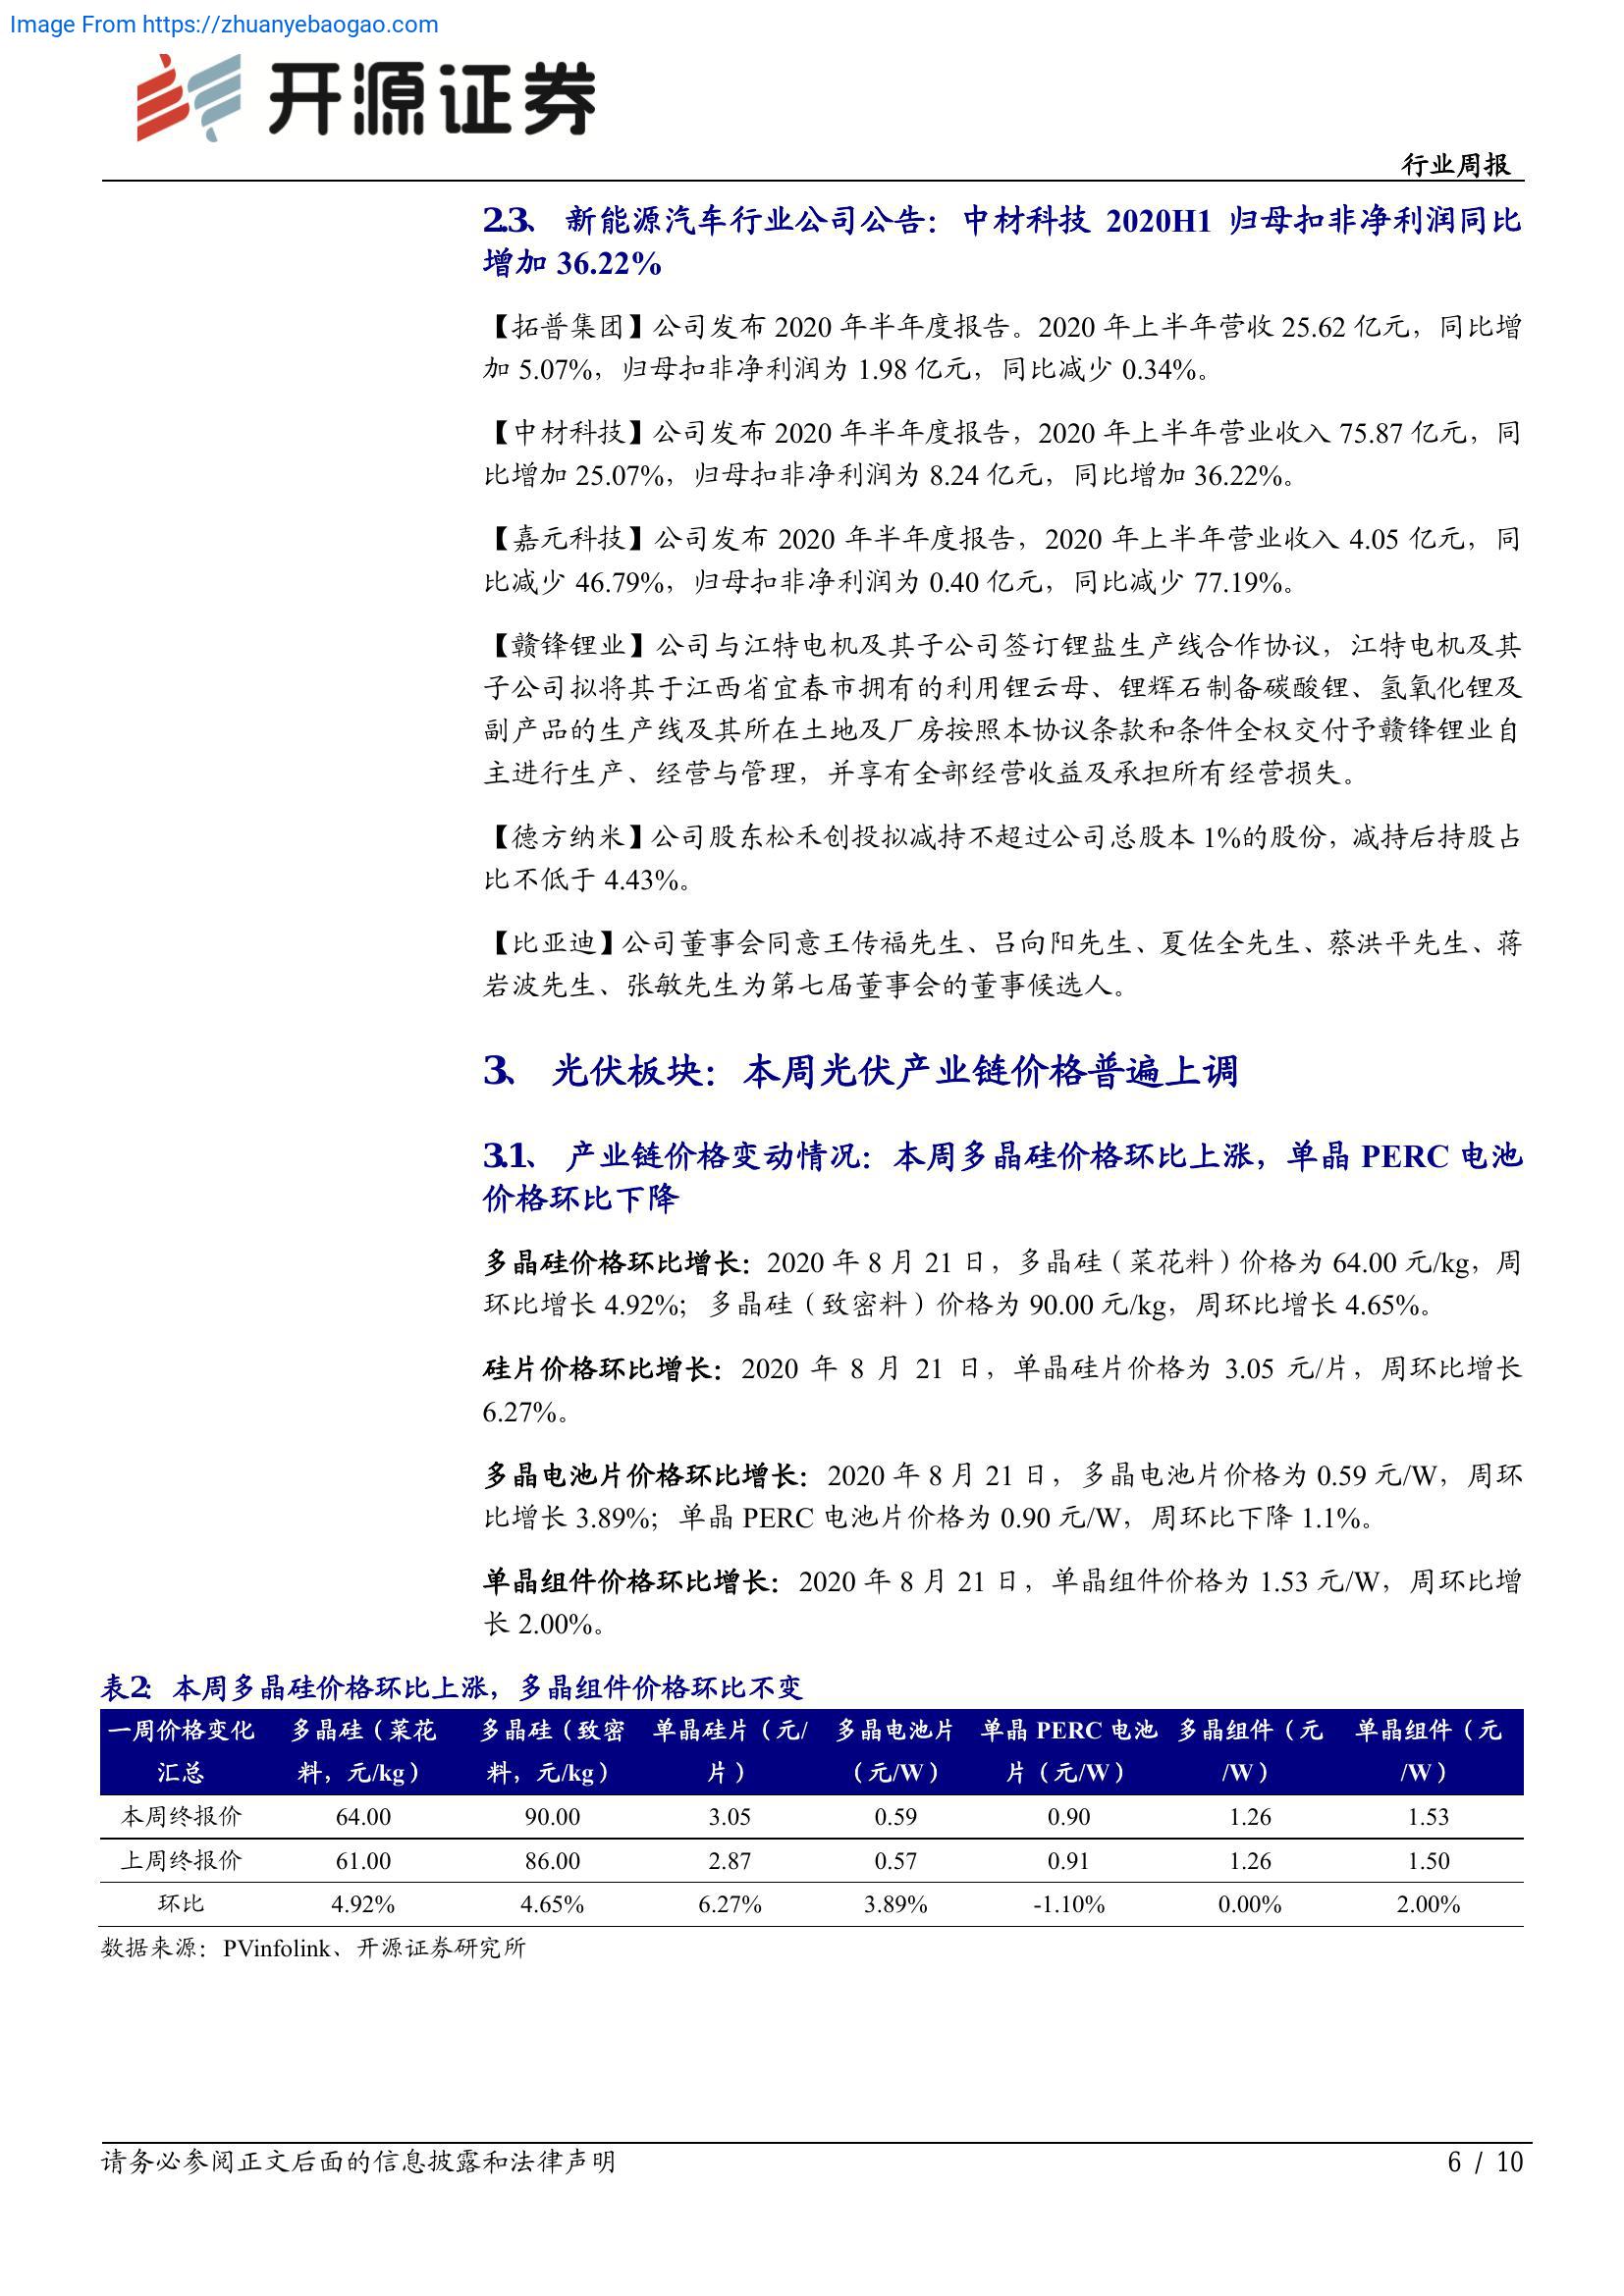 Image From https://zhuanyebaogao.com
开源证券
行业周报
2.3、 新能源汽车行业公司公告：中材科技 2020H1 归母扣非净利润同比
增加 36.22%
【拓普集团】公司发布 2020 年半年度报告。2020 年上半年营收 25.62 亿元，同比增
加 5.07%，归母扣非净利润为 1.98 亿元，同比减少 0.34%。
【中材科技】公司发布 2020 年半年度报告，2020 年上半年营业收入 75.87 亿元，同
比增加 25.07%，归母扣非净利润为 8.24 亿元，同比增加 36.22%。
【嘉元科技】公司发布 2020 年半年度报告，2020 年上半年营业收入 4.05 亿元，同
比减少 46.79%，归母扣非净利润为 0.40 亿元，同比减少 77.19%。
【赣锋锂业】公司与江特电机及其子公司签订锂盐生产线合作协议，江特电机及其
子公司拟将其于江西省宜春市拥有的利用锂云母、锂辉石制备碳酸锂、氢氧化锂及
副产品的生产线及其所在土地及厂房按照本协议条款和条件全权交付予赣锋锂业自
主进行生产、经营与管理，并享有全部经营收益及承担所有经营损失。
【德方纳米】公司股东松禾创投拟减持不超过公司总股本 1%的股份，减持后持股占
比不低于 4.43%。
【比亚迪】公司董事会同意王传福先生、吕向阳先生、夏佐全先生、蔡洪平先生、蒋
岩波先生、张敏先生为第七届董事会的董事候选人。
3、 光伏板块：本周光伏产业链价格普遍上调
3.1、 产业链价格变动情况：本周多晶硅价格环比上涨，单晶 PERC 电池
价格环比下降
多晶硅价格环比增长：2020 年 8 月 21 日，多晶硅（菜花料）价格为 64.00 元/kg，周
环比增长 4.92%；多晶硅（致密料）价格为 90.00 元/kg，周环比增长 4.65%。
硅片价格环比增长：2020 年 8 月 21 日，单晶硅片价格为 3.05 元/片，周环比增长
6.27%。
多晶电池片价格环比增长：2020 年 8 月 21 日，多晶电池片价格为 0.59 元/W，周环
比增长 3.89%；单晶 PERC 电池片价格为 0.90 元/W，周环比下降 1.1%。
单晶组件价格环比增长：2020 年 8 月 21 日，单晶组件价格为 1.53 元/W，周环比增
长 2.00%。
表2：本周多晶硅价格环比上涨，多晶组件价格环比不变
一周价格变化 多晶硅（菜花 多晶硅（致密 单晶硅片（元/ 多晶电池片 单晶 PERC 电池 多晶组件（元 单晶组件（元
汇总 料，元/kg） 料，元/kg） 片） （元/W） 片（元/W） /W） /W）
本周终报价 64.00 90.00 3.05 0.59 0.90 1.26 1.53
上周终报价 61.00 86.00 2.87 0.57 0.91 1.26 1.50
环比 4.92% 4.65% 6.27% 3.89% -1.10% 0.00% 2.00%
数据来源：PVinfolink、开源证券研究所
请务必参阅正文后面的信息披露和法律声明 6 / 10